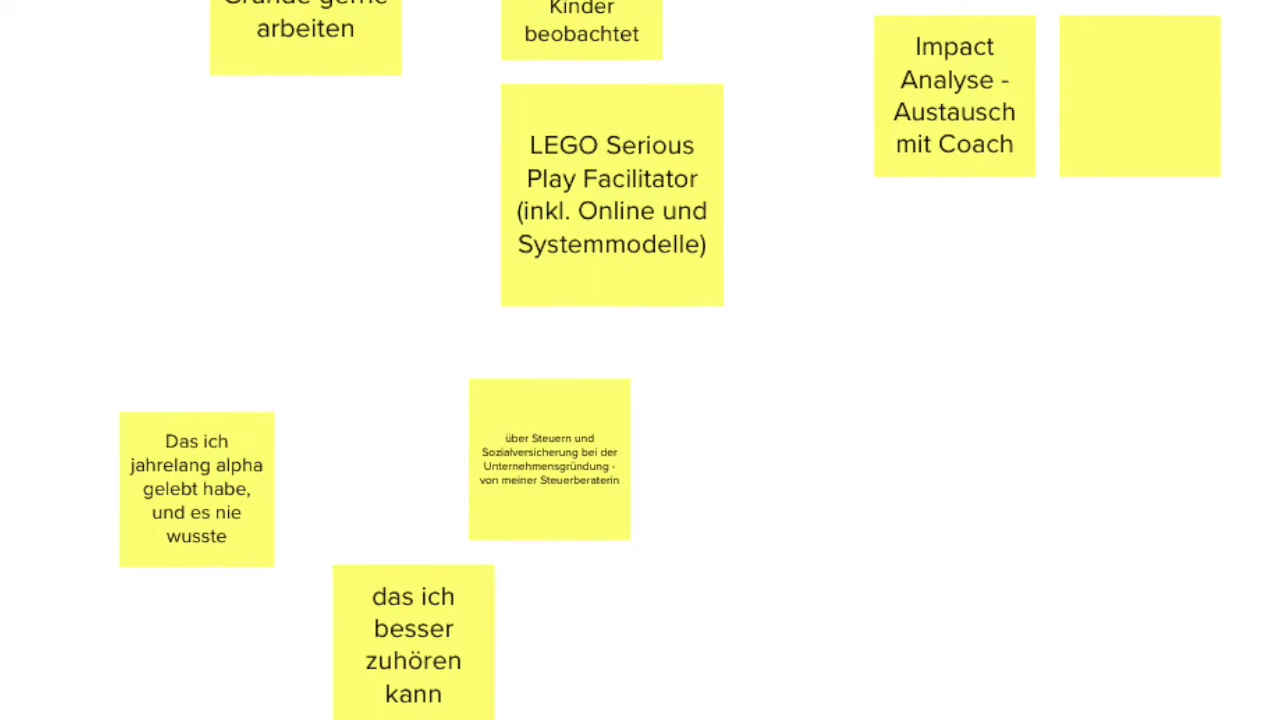 Gründe gerne
arbeiten
Kinder
beobachtet
Impact
Analyse -
Austausch
mit Coach
LEGO Serious
Play Facilitator
(inkl. Online und
Systemmodelle)
Das ich
jahrelang alpha
gelebt habe,
und es nie
wusste
über Steuern und
Sozialversicherung bei der
Unternehmensgründung -
von meiner Steuerberaterin
das ich
besser
zuhören
kann